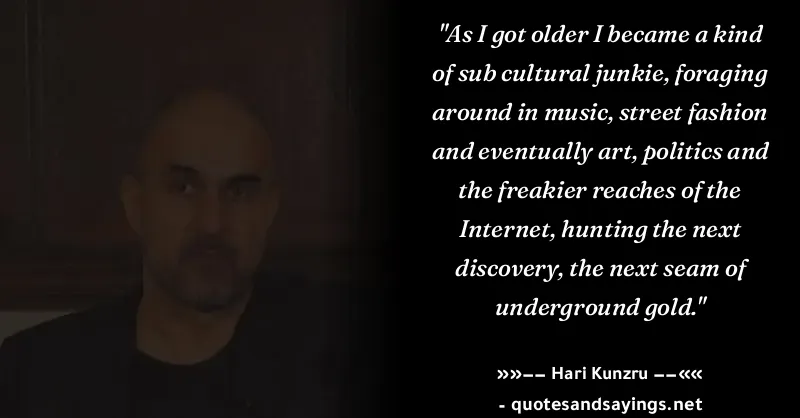 "As I got older I became a kind
of sub cultural junkie, foraging
around in music, street fashion
and eventually art, politics and
the freakier reaches of the
Internet, hunting the next
discovery, the next seam of
underground gold."
»»−− Hari Kunzru −−««
- quotesandsayings.net